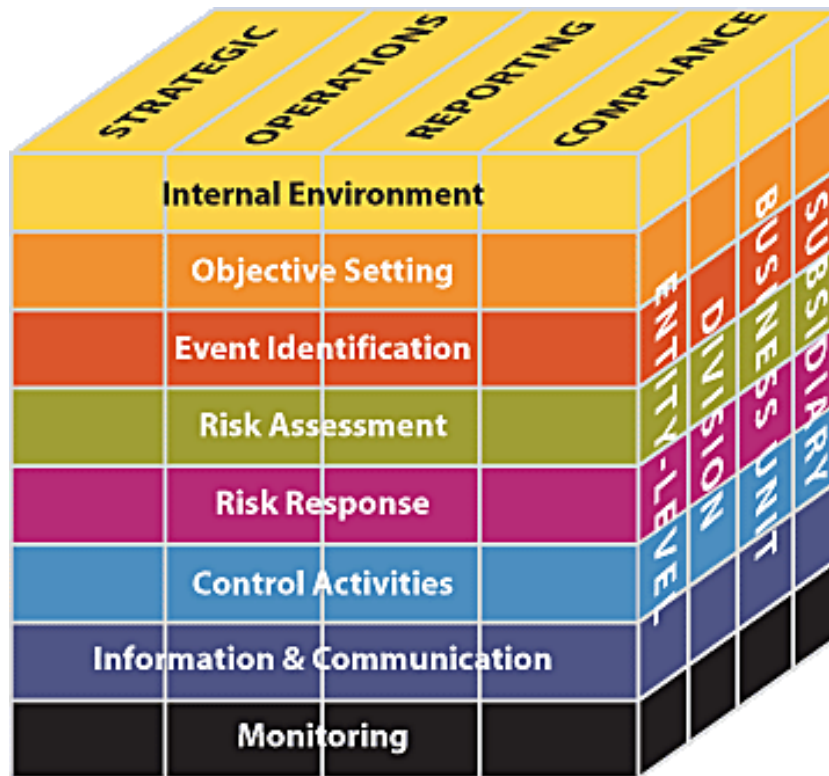 STRATEGIC
OPERATIONS
REPORTING
COMPLIANCE
Internal Environment
Objective Setting
Event Identification
Risk Assessment
Risk Response
Control Activities
Information & Communication
Monitoring
ENTITY-LEVEL
DIVISION
BUSINESS UNIT
SUBSIDIARY